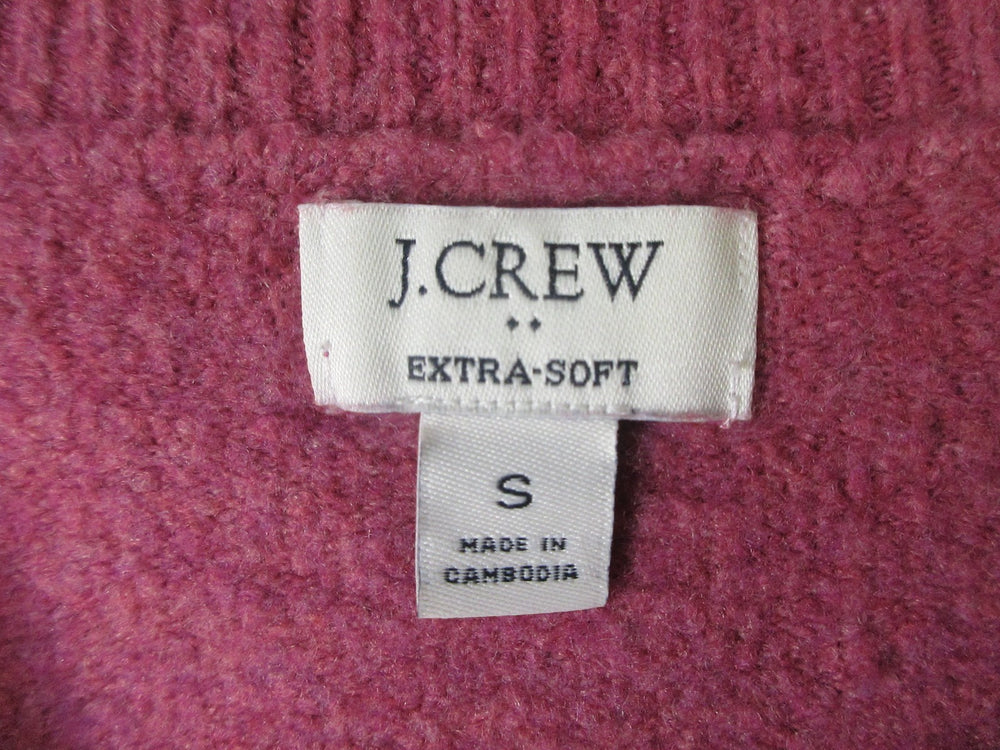 J.CREW
EXTRA-SOFT
S
MADE IN
CAMBODIA